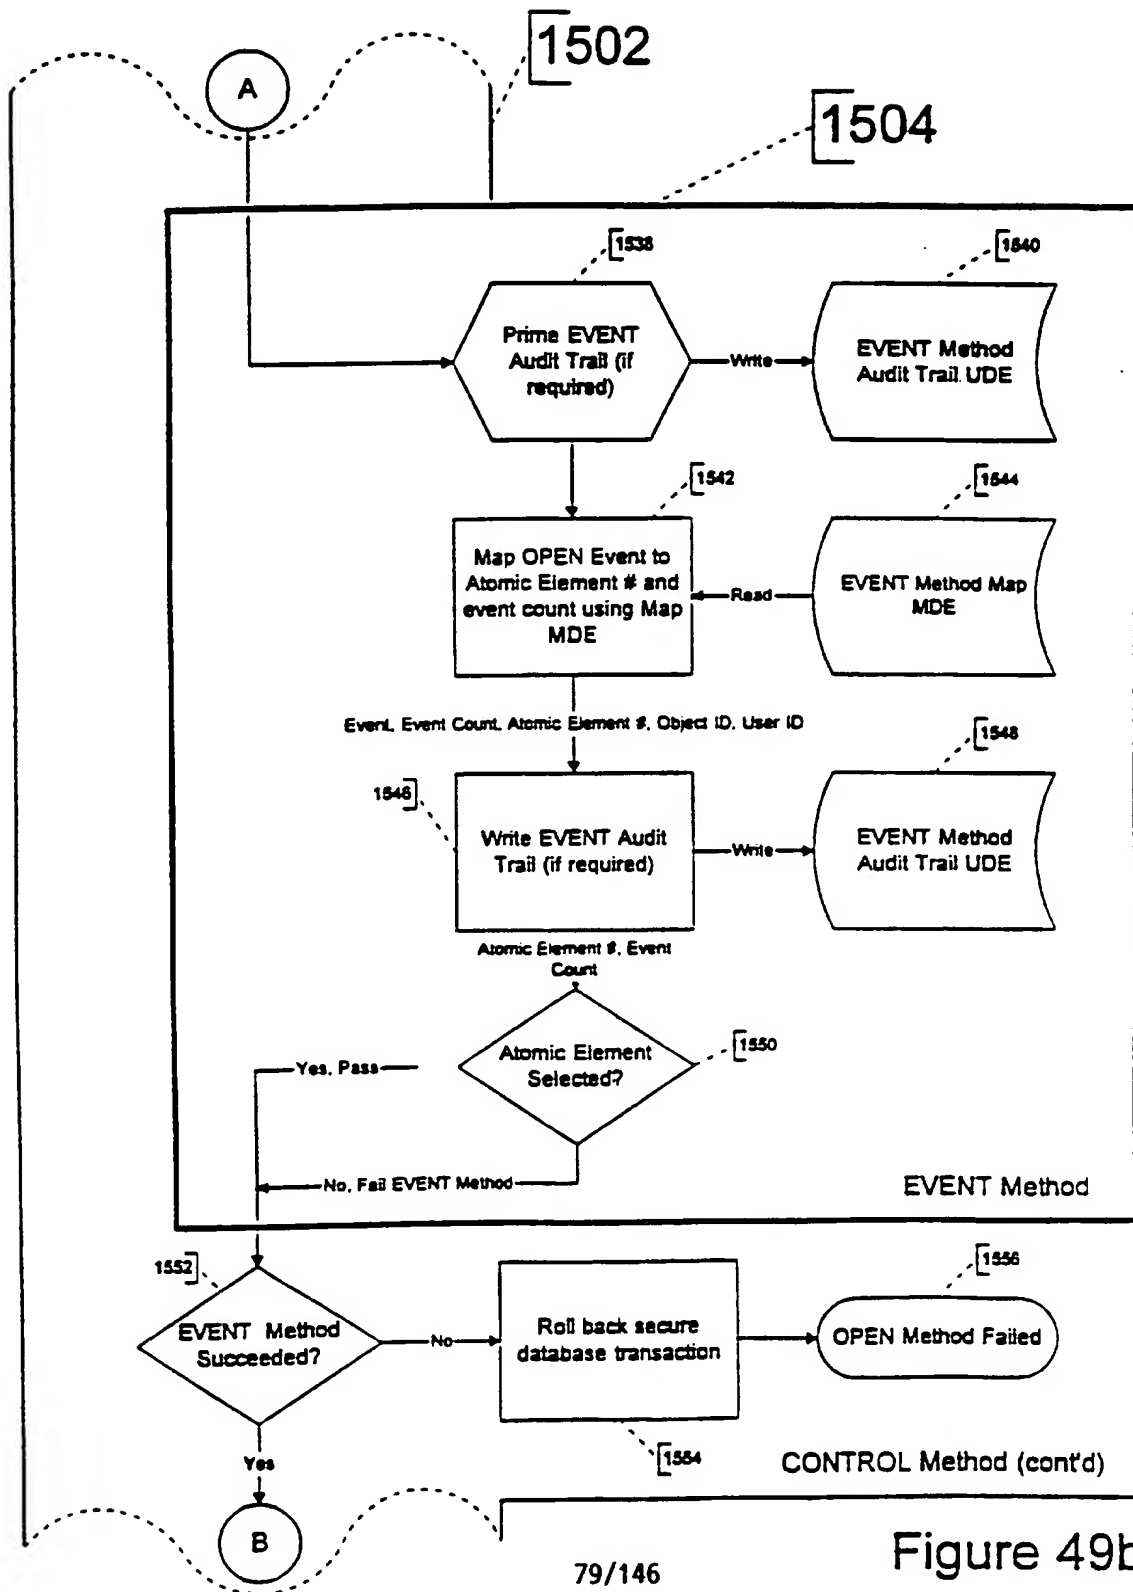 1502
A
1504
1538
1540
Prime EVENT
Audit Trail (if
required)
Write
EVENT Method
Audit Trail UDE
1542
1544
Map OPEN Event to
Atomic Element # and
event count using Map
MDE
Read
EVENT Method Map
MDE
Event, Event Count, Atomic Element #, Object ID, User ID
1546
1548
Write EVENT Audit
Trail (if required)
Write
EVENT Method
Audit Trail UDE
Atomic Element #, Event
Count
1550
Atomic Element
Selected?
Yes, Pass
No, Fail EVENT Method
EVENT Method
1552
1556
EVENT Method
Succeeded?
No
Roll back secure
database transaction
OPEN Method Failed
1554
Yes
CONTROL Method (cont'd)
B
Figure 49b
79/146